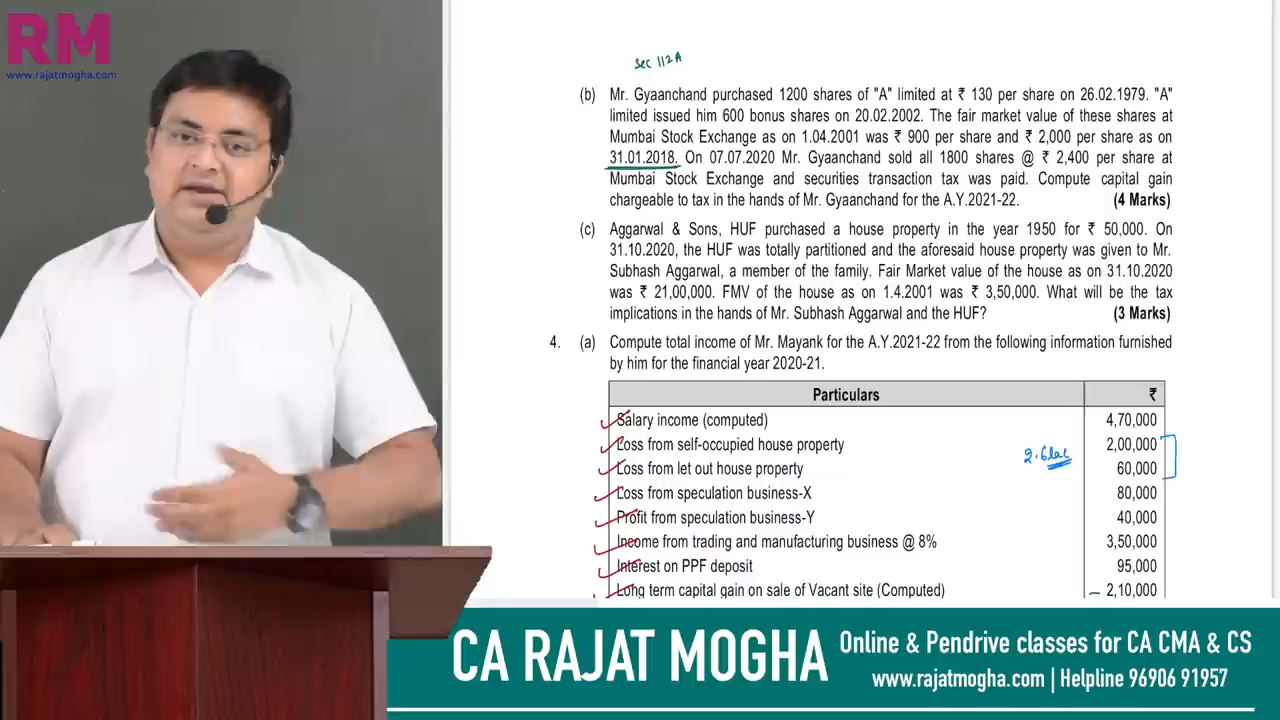 RM
www.rajatmogha.com
Sec 112A
(b) Mr. Gyaanchand purchased 1200 shares of "A" limited at ₹ 130 per share on 26.02.1979. "A"
limited issued him 600 bonus shares on 20.02.2002. The fair market value of these shares at
Mumbai Stock Exchange as on 1.04.2001 was ₹ 900 per share and ₹ 2,000 per share as on
31.01.2018. On 07.07.2020 Mr. Gyaanchand sold all 1800 shares @ ₹ 2,400 per share at
Mumbai Stock Exchange and securities transaction tax was paid. Compute capital gain
chargeable to tax in the hands of Mr. Gyaanchand for the A.Y.2021-22. (4 Marks)
(c) Aggarwal & Sons, HUF purchased a house property in the year 1950 for ₹ 50,000. On
31.10.2020, the HUF was totally partitioned and the aforesaid house property was given to Mr.
Subhash Aggarwal, a member of the family. Fair Market value of the house as on 31.10.2020
was ₹ 21,00,000. FMV of the house as on 1.4.2001 was ₹ 3,50,000. What will be the tax
implications in the hands of Mr. Subhash Aggarwal and the HUF? (3 Marks)
4. (a) Compute total income of Mr. Mayank for the A.Y.2021-22 from the following information furnished
by him for the financial year 2020-21.
Particulars ₹
Salary income (computed) 4,70,000
Loss from self-occupied house property 2,00,000
2.6 lac
Loss from let out house property 60,000
Loss from speculation business-X 80,000
Profit from speculation business-Y 40,000
Income from trading and manufacturing business @ 8% 3,50,000
Interest on PPF deposit 95,000
Long term capital gain on sale of Vacant site (Computed) 2,10,000
CA RAJAT MOGHA
Online & Pendrive classes for CA CMA & CS
www.rajatmogha.com | Helpline 96906 91957